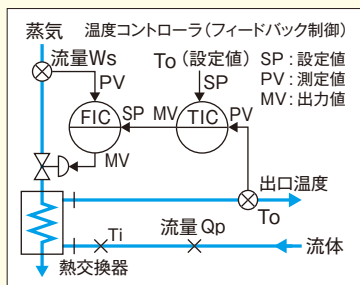 蒸気
温度コントローラ（フィードバック制御）
流量Ws
To（設定値）
SP：設定値
PV：測定値
MV：出力値
PV
SP
FIC
SP
MV
TIC
PV
MV
出口温度
To
Ti
流量Qp
流体
熱交換器